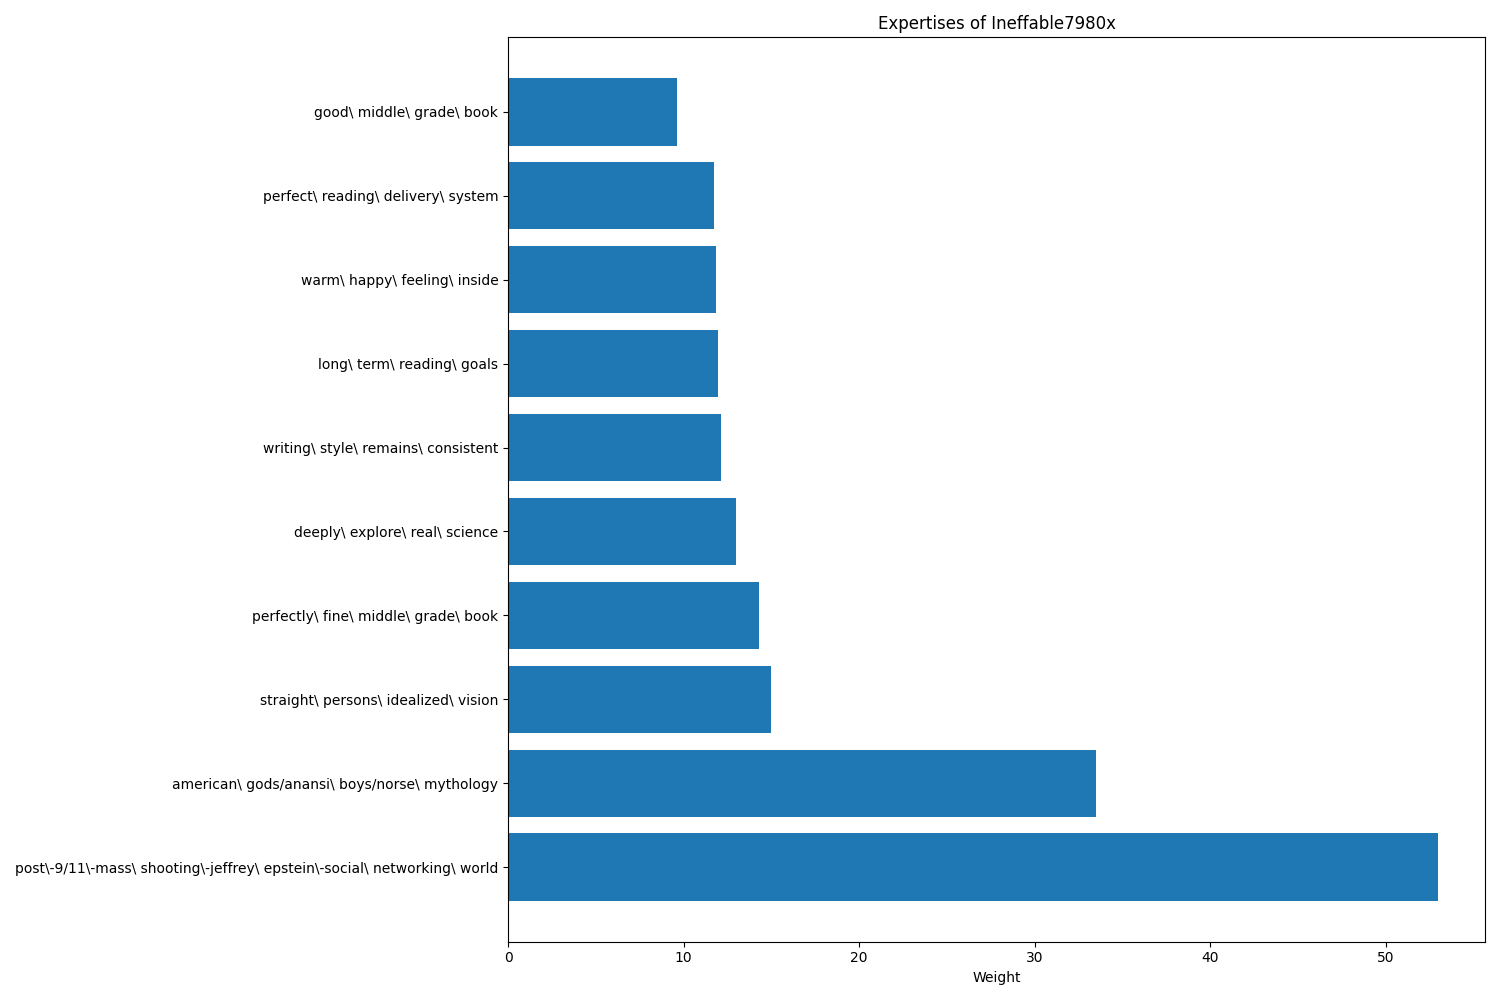 Expertises of Ineffable7980x
good\ middle\ grade\ book
perfect\ reading\ delivery\ system
warm\ happy\ feeling\ inside
long\ term\ reading\ goals
writing\ style\ remains\ consistent
deeply\ explore\ real\ science
perfectly\ fine\ middle\ grade\ book
straight\ persons\ idealized\ vision
american\ gods/anansi\ boys/norse\ mythology
post\-9/11\-mass\ shooting\-jeffrey\ epstein\-social\ networking\ world
0 10 20 30 40 50
Weight